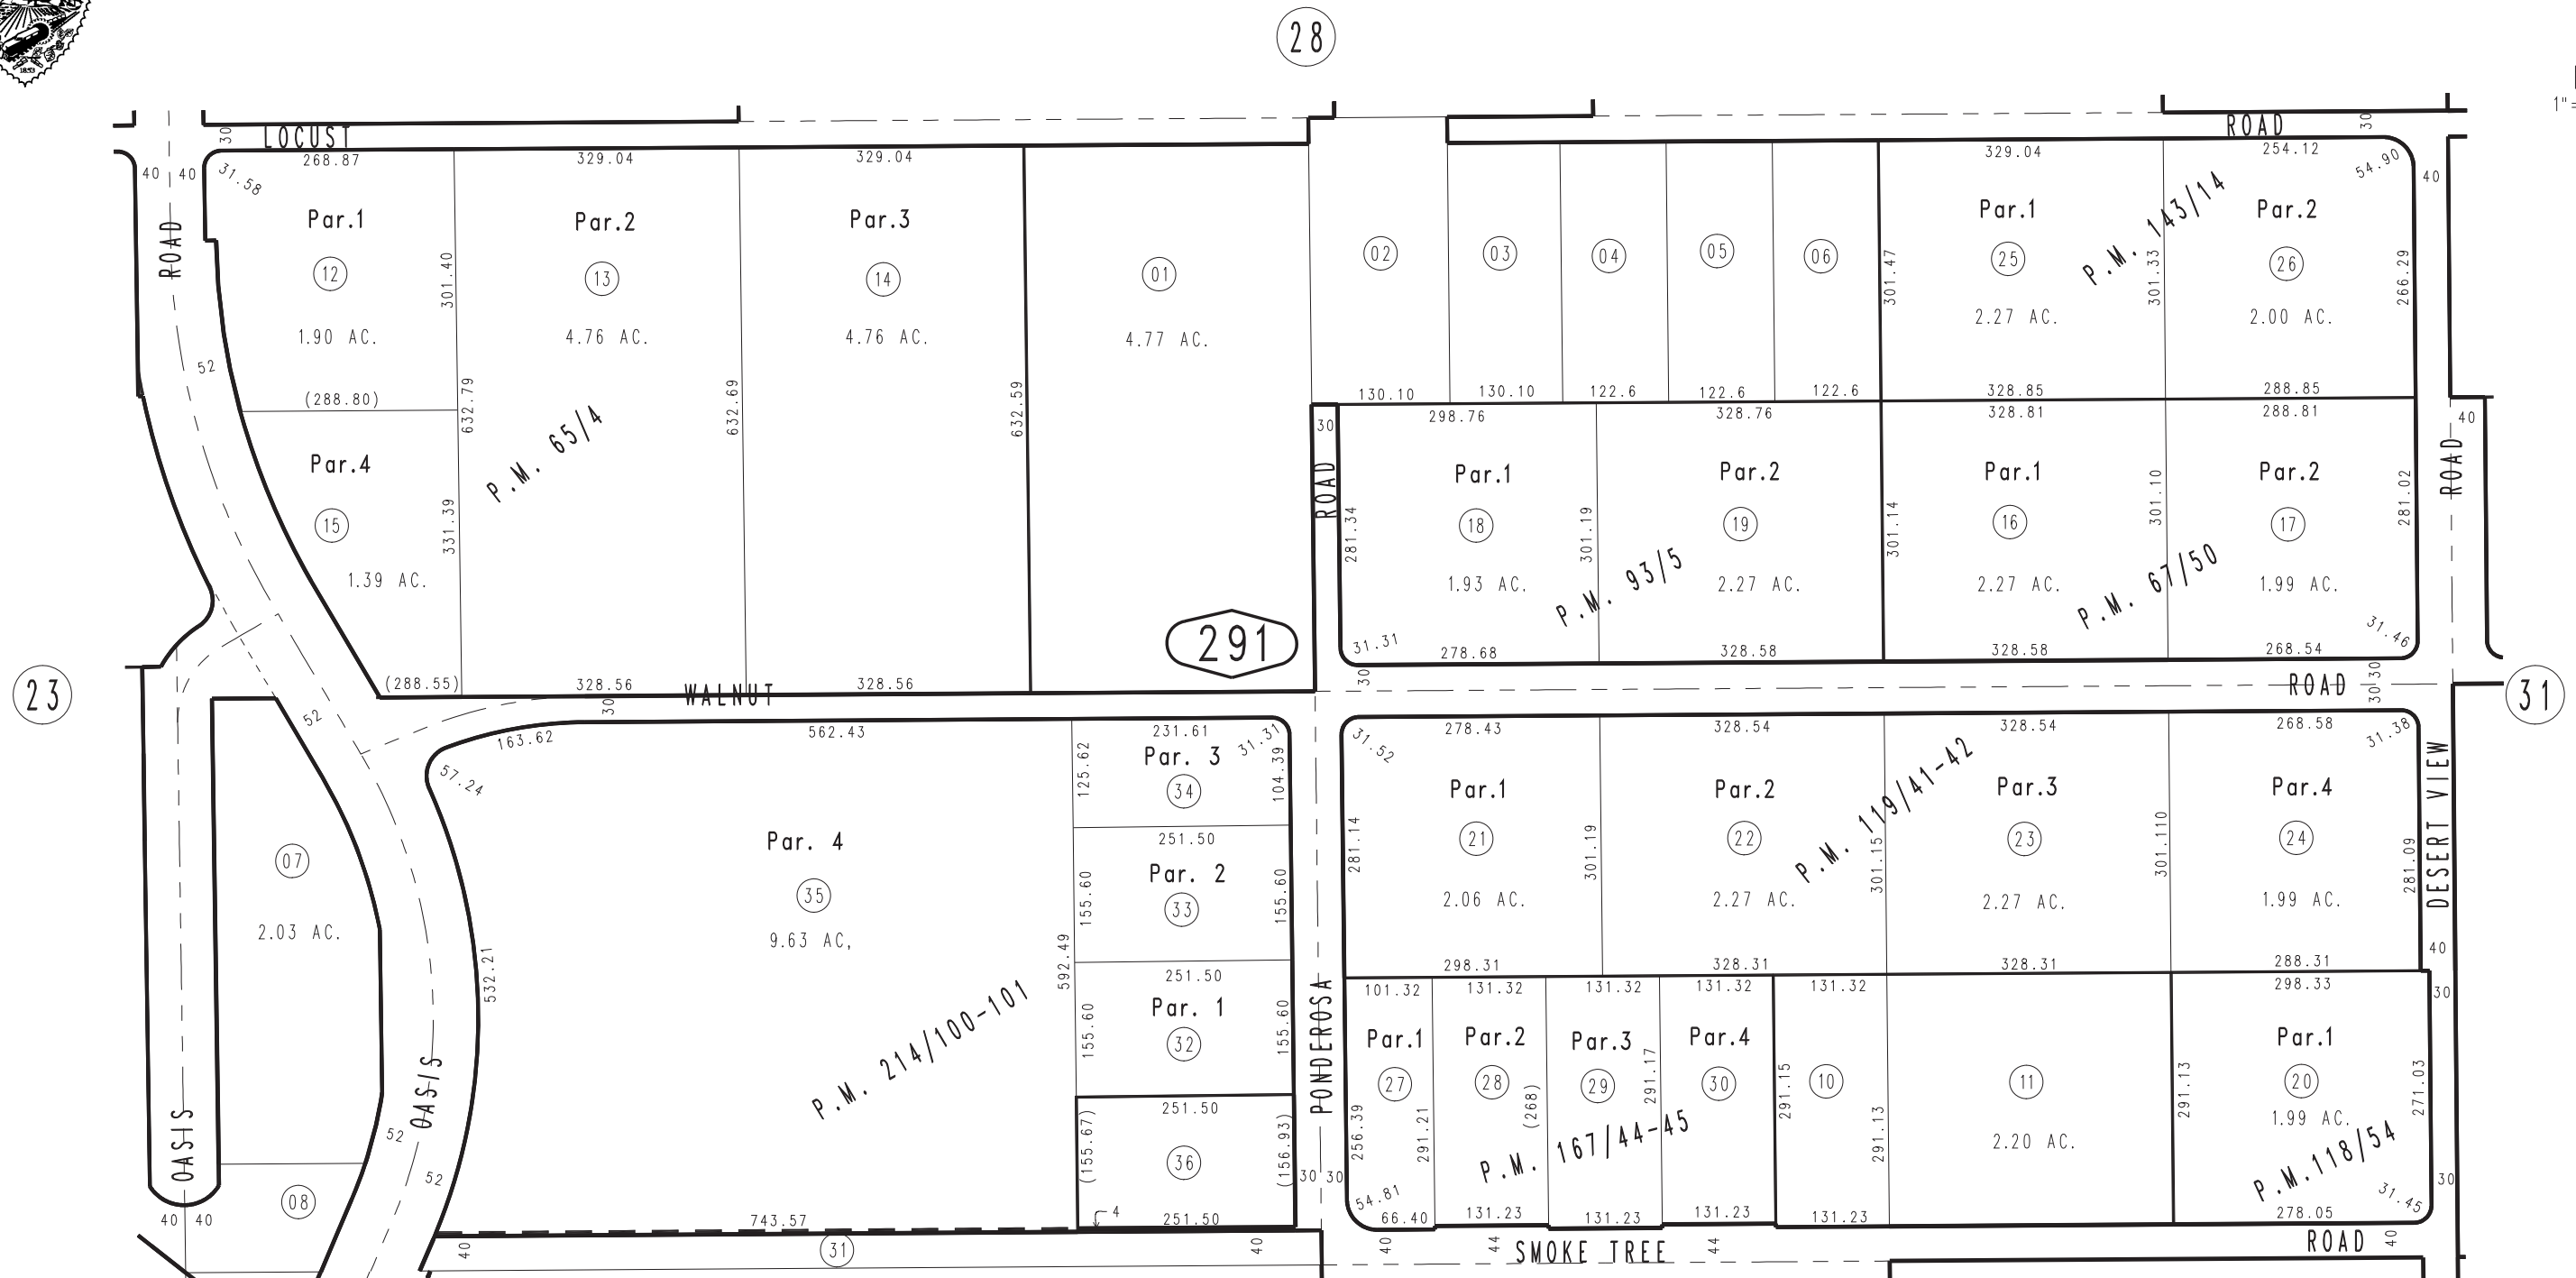 28
1"=
LOCUST
ROAD
30
30
268.87
329.04
329.04
329.04
254.12
40
40
31.58
54.90
40
ROAD
Par.1
Par.2
Par.3
Par.1
Par.2
P.M. 143/14
12
13
14
01
02
03
04
05
06
25
26
301.40
301.47
301.33
266.29
1.90 AC.
4.76 AC.
4.76 AC.
4.77 AC.
2.27 AC.
2.00 AC.
52
(288.80)
632.79
632.69
632.59
130.10
130.10
122.6
122.6
122.6
328.85
288.85
298.76
328.76
328.81
288.81
30
40
P.M. 65/4
Par.4
ROAD
Par.1
Par.2
Par.1
Par.2
ROAD
15
18
19
16
17
331.39
281.34
301.19
301.14
301.10
281.02
1.39 AC.
1.93 AC.
2.27 AC.
2.27 AC.
1.99 AC.
P.M. 93/5
P.M. 67/50
291
31.31
278.68
328.58
328.58
268.54
31.46
23
(288.55)
328.56
328.56
WALNUT
30
30
ROAD
30
30
31
52
163.62
562.43
231.61
31.31
278.43
328.54
328.54
268.58
57.24
31.52
31.38
125.62
Par. 3
34
104.39
Par.1
Par.2
P.M. 119/41-42
Par.3
Par.4
DESERT VIEW
Par. 4
251.50
281.14
21
301.19
22
301.15
23
301.110
24
281.09
07
35
Par. 2
155.60
33
155.60
2.03 AC.
9.63 AC,
2.06 AC.
2.27 AC.
2.27 AC.
1.99 AC.
40
532.21
592.49
251.50
298.31
328.31
328.31
288.31
P.M. 214/100-101
Par. 1
155.60
32
155.60
PONDEROSA
101.32
131.32
131.32
131.32
131.32
298.33
30
Par.1
Par.2
Par.3
Par.4
Par.1
27
28
29
30
10
11
20
256.39
291.21
(268)
291.17
291.15
291.13
291.13
271.03
2.20 AC.
1.99 AC.
P.M. 167/44-45
P.M.118/54
OASIS
OASIS
52
52
251.50
(155.67)
36
(156.93)
30
30
30
08
54.81
31.45
40
40
743.57
4
251.50
66.40
131.23
131.23
131.23
131.23
278.05
40
31
40
40
44
SMOKE TREE
44
ROAD
40